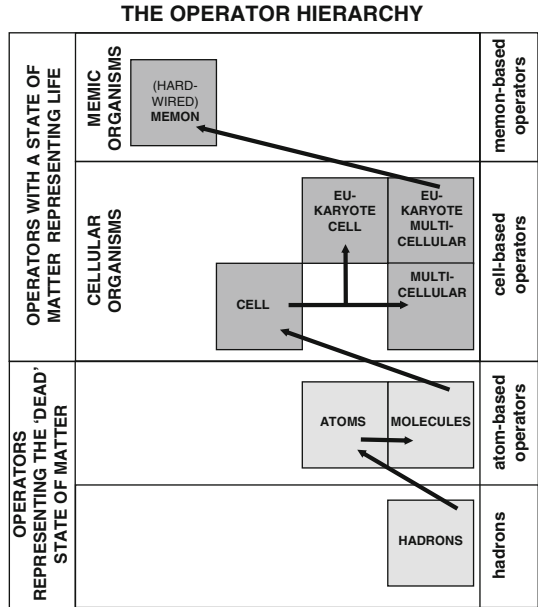 THE OPERATOR HIERARCHY
OPERATORS WITH A STATE OF
MATTER REPRESENTING LIFE
MEMIC
ORGANISMS
(HARD-
WIRED)
MEMON
memon-based
operators
CELLULAR
ORGANISMS
EU-
KARYOTE
CELL
EU-
KARYOTE
MULTI-
CELLULAR
CELL
MULTI-
CELLULAR
cell-based
operators
OPERATORS
REPRESENTING THE 'DEAD'
STATE OF MATTER
ATOMS
MOLECULES
atom-based
operators
HADRONS
hadrons